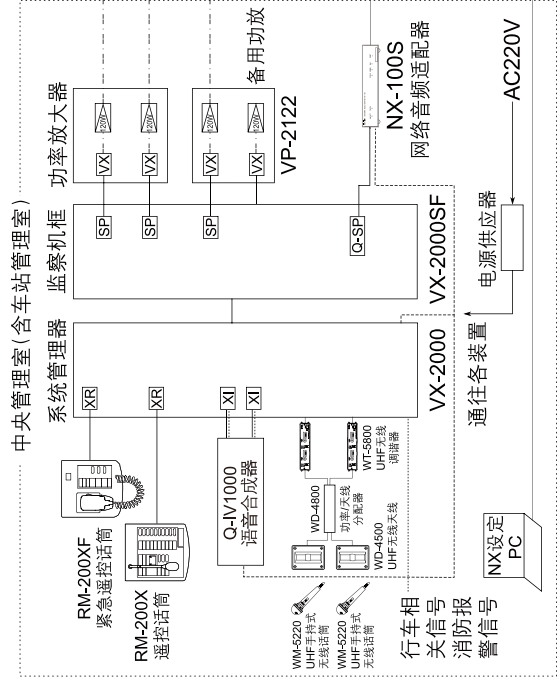 中央管理室(含车站管理室)
功率放大器
120W
120W
120W
120W
VX
VX
VX
VX
备用功放
VP-2122
NX-100S
网络音频适配器
AC220V
监察机框
SP
SP
SP
Q-SP
VX-2000SF
电源供应器
系统管理器
XR
XR
XI
XI
VX-2000
通往各装置
RM-200XF
紧急遥控话筒
RM-200X
遥控话筒
Q-IV1000
语音合成器
WT-5800
UHF无线
调谐器
WD-4800
功率/天线
分配器
WD-4500
UHF无线天线
WM-5220
UHF手持式
无线话筒
WM-5220
UHF手持式
无线话筒
行车相
关信号
消防报
警信号
NX设定
PC